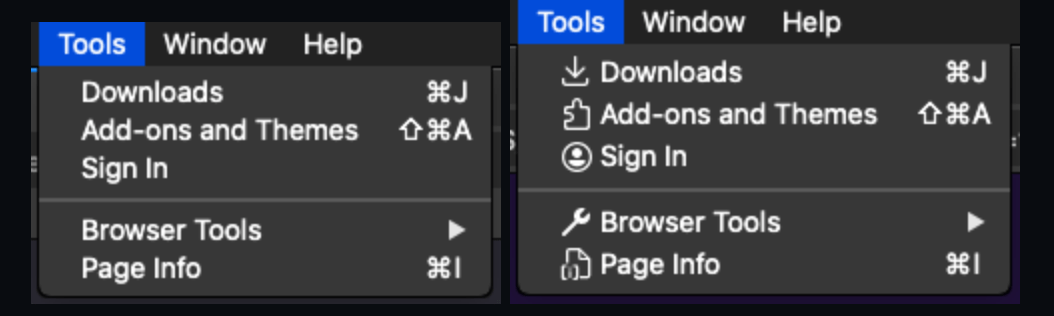 Tools Window Help
Downloads ⌘J
Add-ons and Themes ⇧⌘A
Sign In
Browser Tools ▶
Page Info ⌘I
Tools Window Help
Downloads ⌘J
Add-ons and Themes ⇧⌘A
Sign In
Browser Tools ▶
Page Info ⌘I